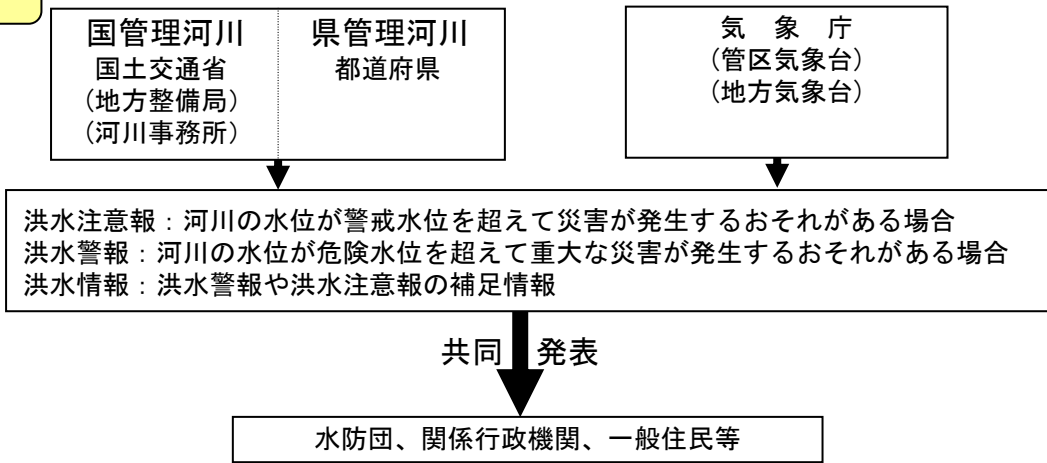 国管理河川
国土交通省
(地方整備局)
(河川事務所)
県管理河川
都道府県
気 象 庁
(管区気象台)
(地方気象台)
洪水注意報：河川の水位が警戒水位を超えて災害が発生するおそれがある場合
洪水警報：河川の水位が危険水位を超えて重大な災害が発生するおそれがある場合
洪水情報：洪水警報や洪水注意報の補足情報
共同 発表
水防団、関係行政機関、一般住民等